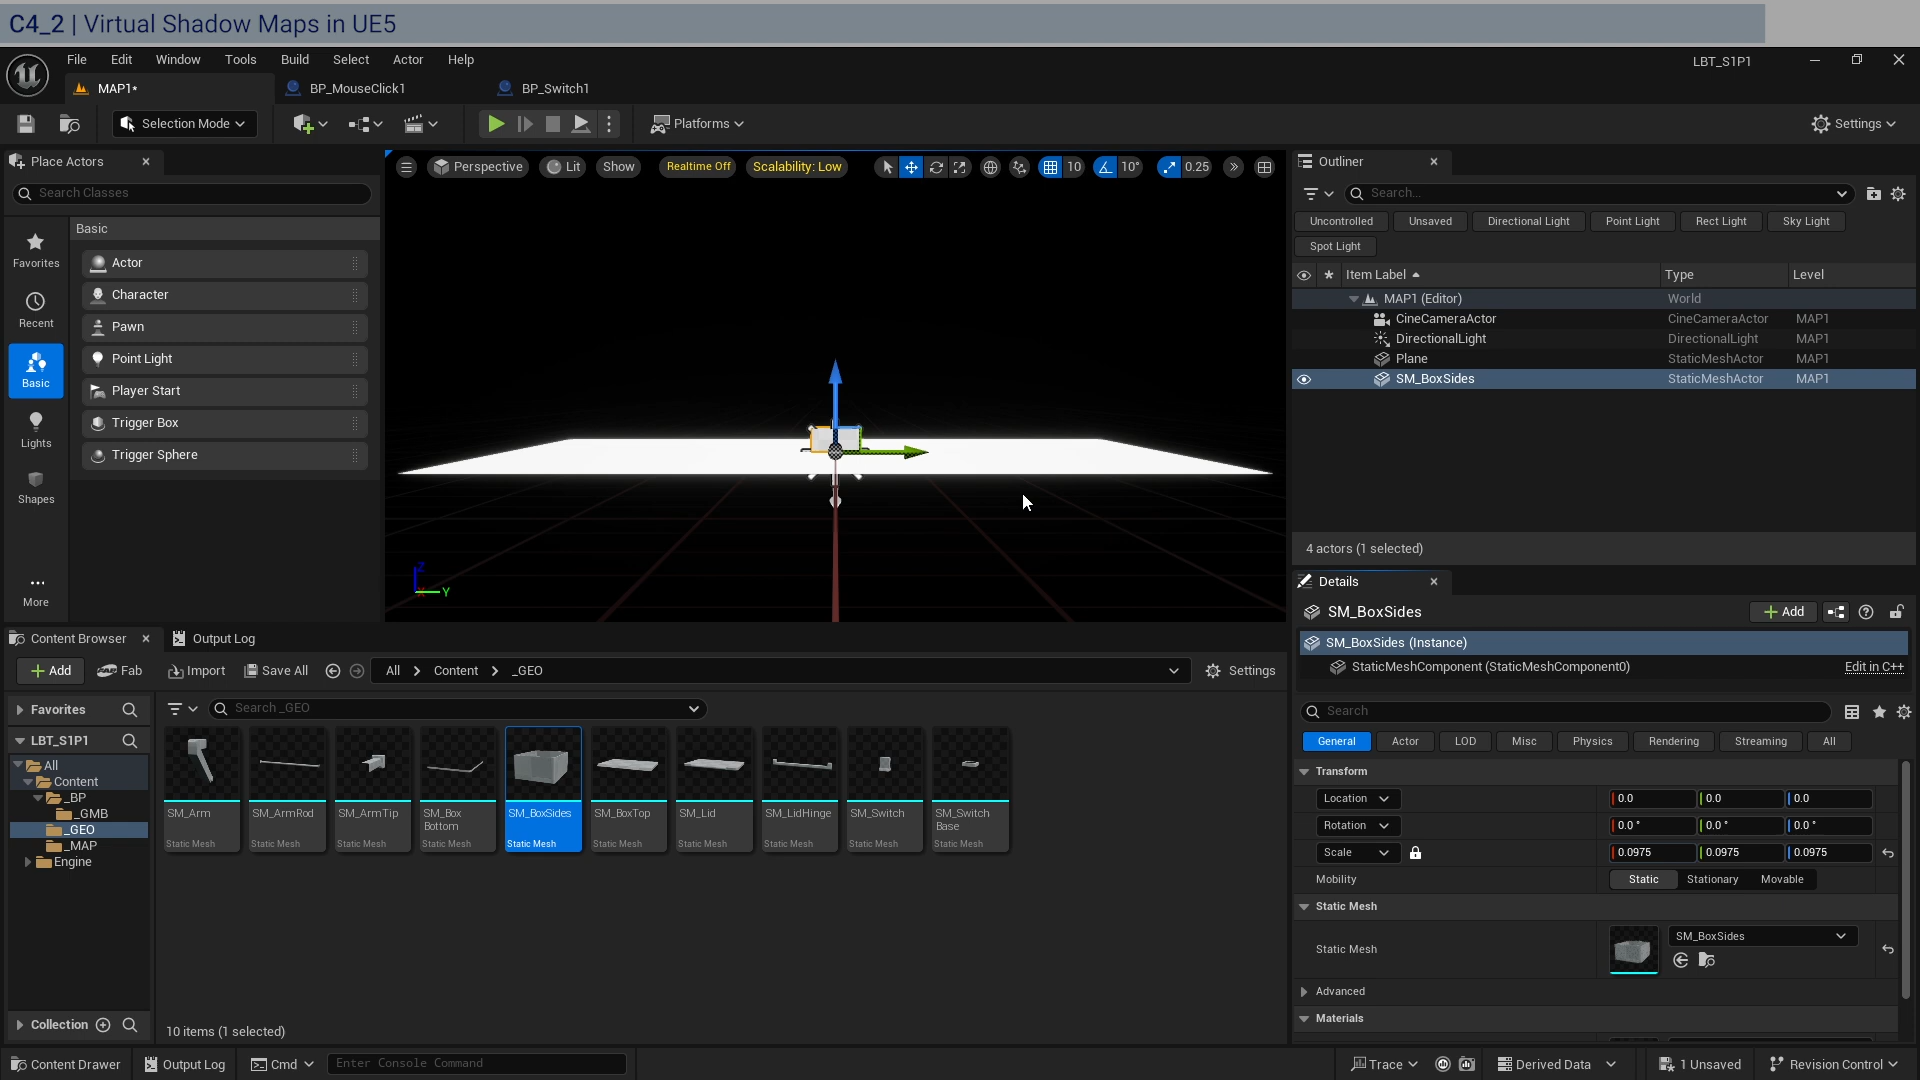 C4_2 | Virtual Shadow Maps in UE5
File Edit Window Tools Build Select Actor Help
LBT_S1P1
MAP1*
BP_MouseClick1
BP_Switch1
Selection Mode
Platforms
Settings
Place Actors
Search Classes
Basic
Favorites
Recent
Basic
Lights
Shapes
More
Actor
Character
Pawn
Point Light
Player Start
Trigger Box
Trigger Sphere
Perspective
Lit
Show
Realtime Off
Scalability: Low
10
10°
0.25
Z
Y
Outliner
Search...
Uncontrolled
Unsaved
Directional Light
Point Light
Rect Light
Sky Light
Spot Light
Item Label Type Level
MAP1 (Editor) World
CineCameraActor CineCameraActor MAP1
DirectionalLight DirectionalLight MAP1
Plane StaticMeshActor MAP1
SM_BoxSides StaticMeshActor MAP1
4 actors (1 selected)
Details
SM_BoxSides
Add
SM_BoxSides (Instance)
StaticMeshComponent (StaticMeshComponent0)
Edit in C++
Search
General Actor LOD Misc Physics Rendering Streaming All
Transform
Location 0.0 0.0 0.0
Rotation 0.0 ° 0.0 ° 0.0 °
Scale 0.0975 0.0975 0.0975
Mobility Static Stationary Movable
Static Mesh
Static Mesh
SM_BoxSides
Advanced
Materials
Content Browser
Output Log
Add
Fab
Import
Save All
All
Content
_GEO
Settings
Favorites
LBT_S1P1
All
Content
_BP
_GMB
_GEO
_MAP
Engine
Collection
Search _GEO
SM_Arm
Static Mesh
SM_ArmRod
Static Mesh
SM_ArmTip
Static Mesh
SM_Box
Bottom
Static Mesh
SM_BoxSides
Static Mesh
SM_BoxTop
Static Mesh
SM_Lid
Static Mesh
SM_LidHinge
Static Mesh
SM_Switch
Static Mesh
SM_Switch
Base
Static Mesh
10 items (1 selected)
Content Drawer
Output Log
Cmd
Enter Console Command
Trace
Derived Data
1 Unsaved
Revision Control